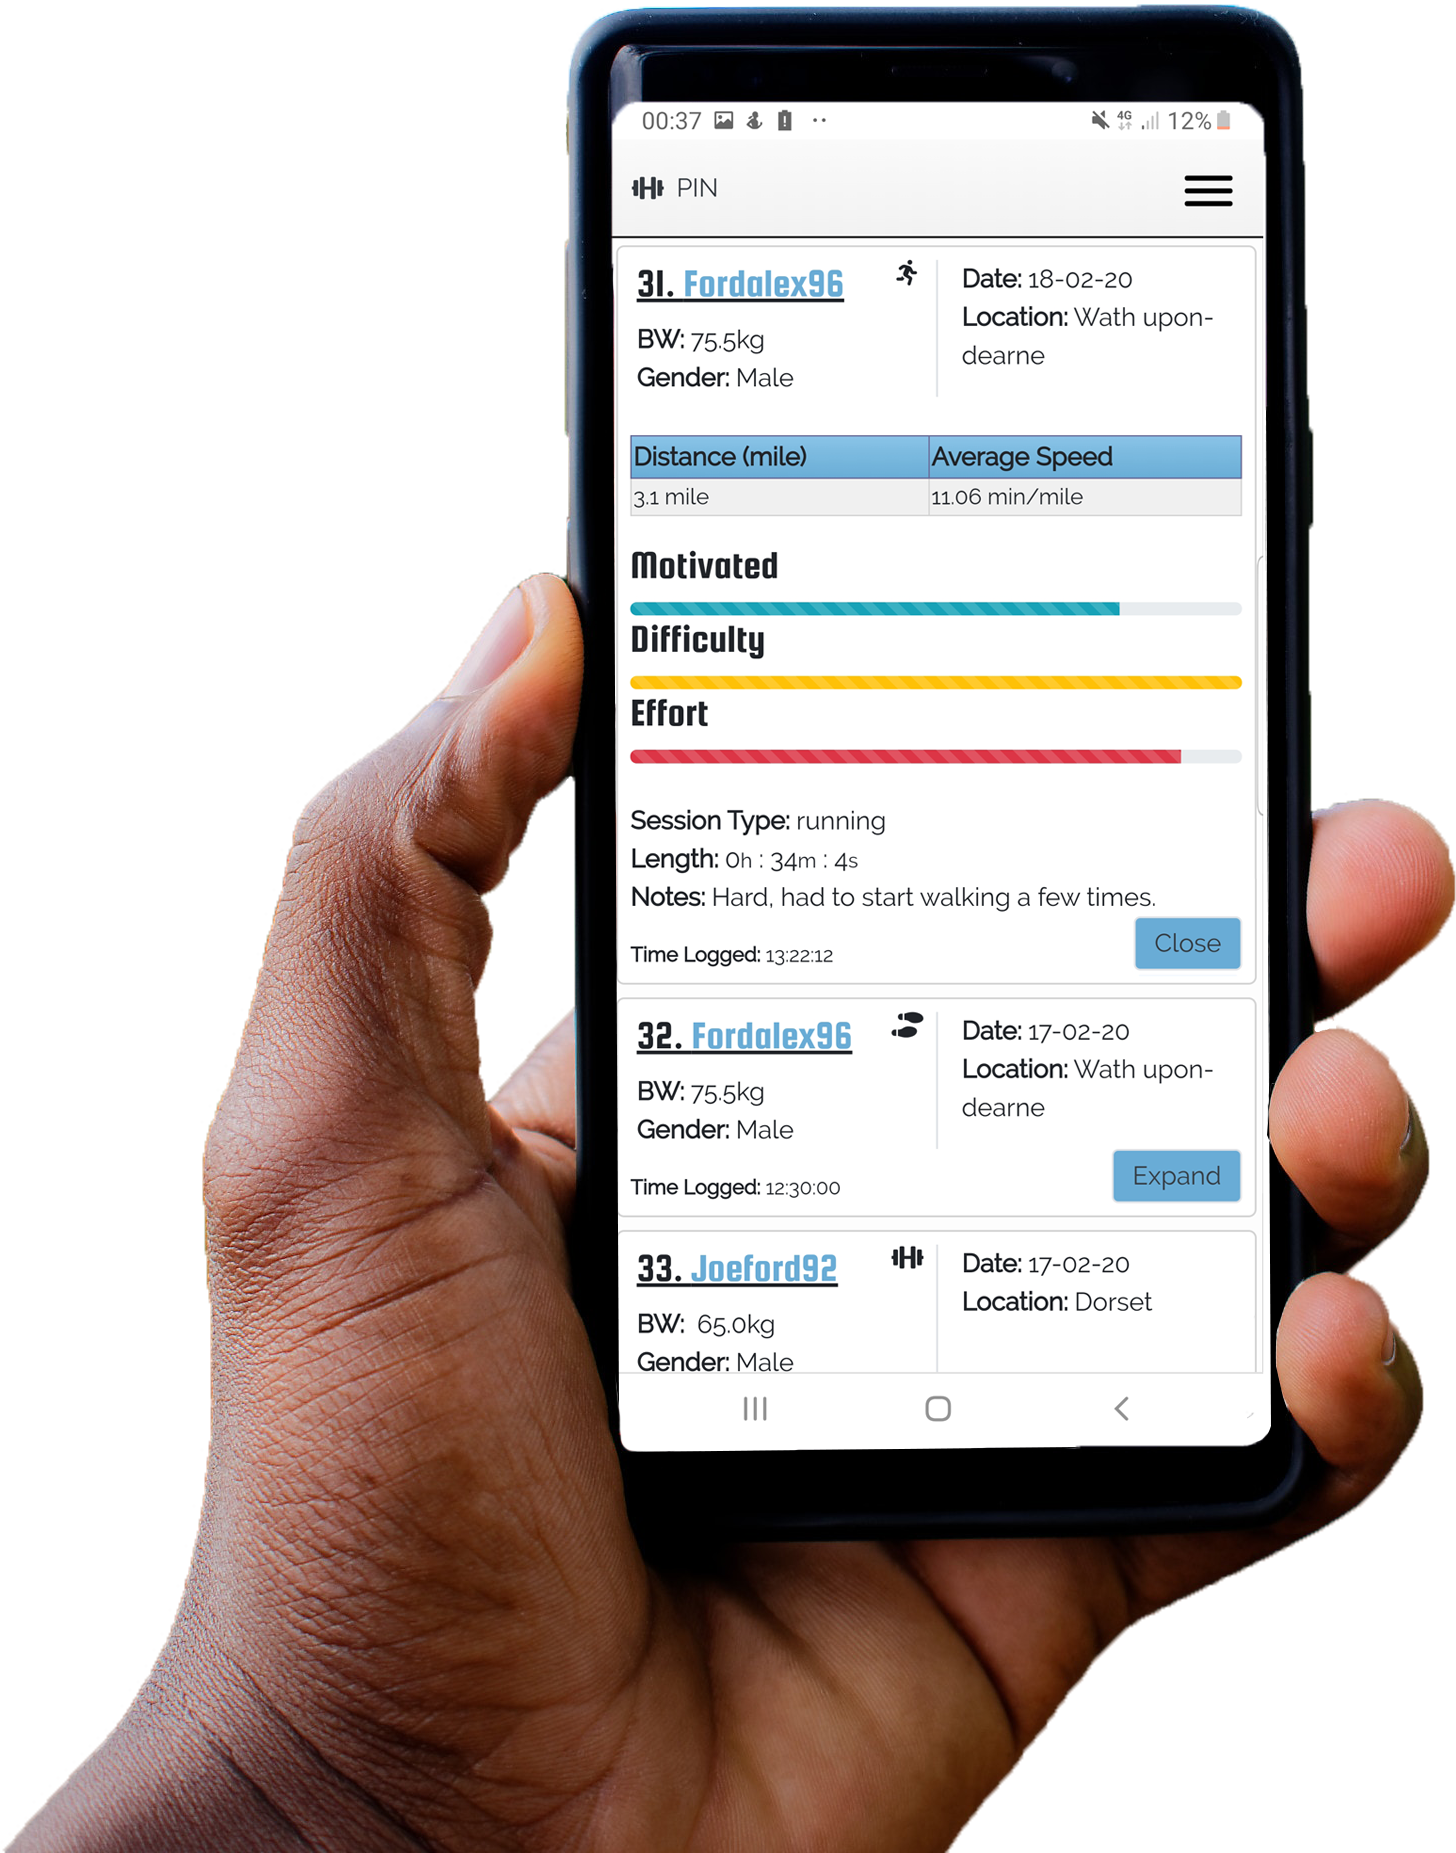 00:37 4G 12%
PIN
31. Fordalex96
BW: 75.5kg
Gender: Male
Date: 18-02-20
Location: Wath upon-
dearne
Distance (mile) Average Speed
3.1 mile 11.06 min/mile
Motivated
Difficulty
Effort
Session Type: running
Length: 0h : 34m : 4s
Notes: Hard, had to start walking a few times.
Close
Time Logged: 13:22:12
32. Fordalex96
BW: 75.5kg
Gender: Male
Date: 17-02-20
Location: Wath upon-
dearne
Expand
Time Logged: 12:30:00
33. Joeford92
BW: 65.0kg
Gender: Male
Date: 17-02-20
Location: Dorset